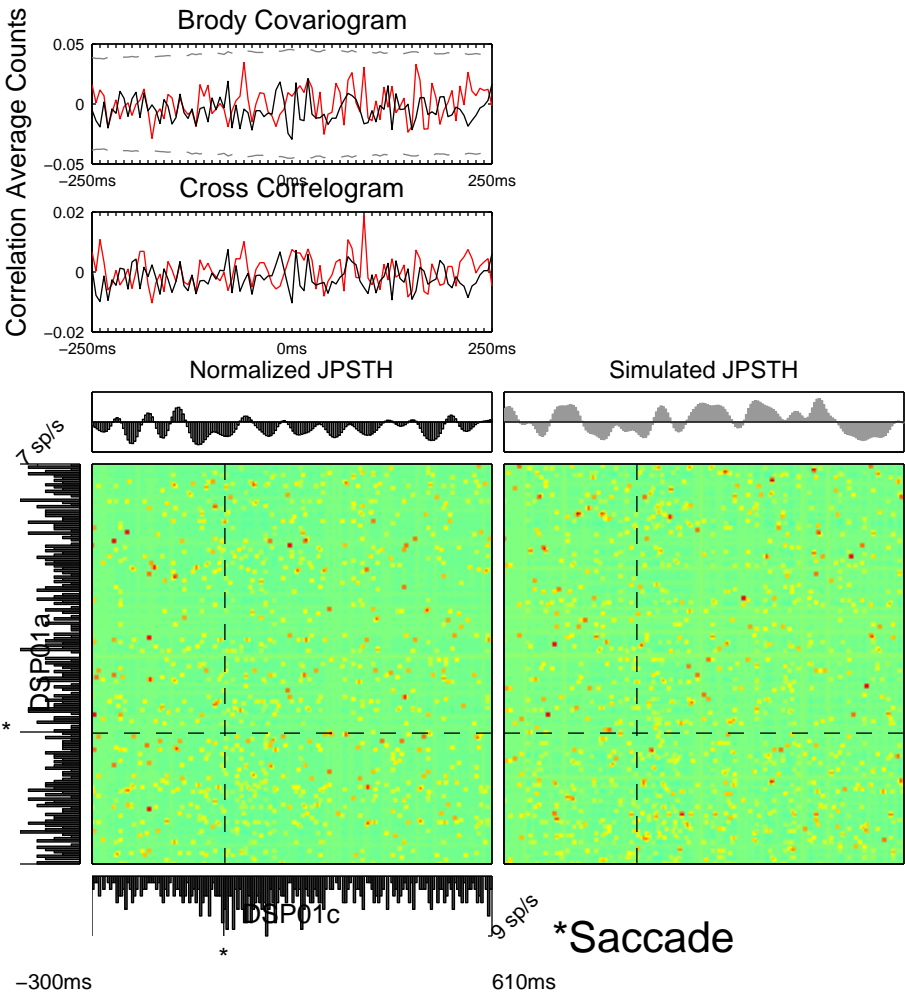 Correlation Average Counts
Brody Covariogram
0.05
0
−0.05
−250ms 0ms 250ms
Cross Correlogram
0.02
0
−0.02
−250ms 0ms 250ms
Normalized JPSTH Simulated JPSTH
7 sp/s
DSP01a
*
DSP01c
9 sp/s
*
*Saccade
−300ms 610ms